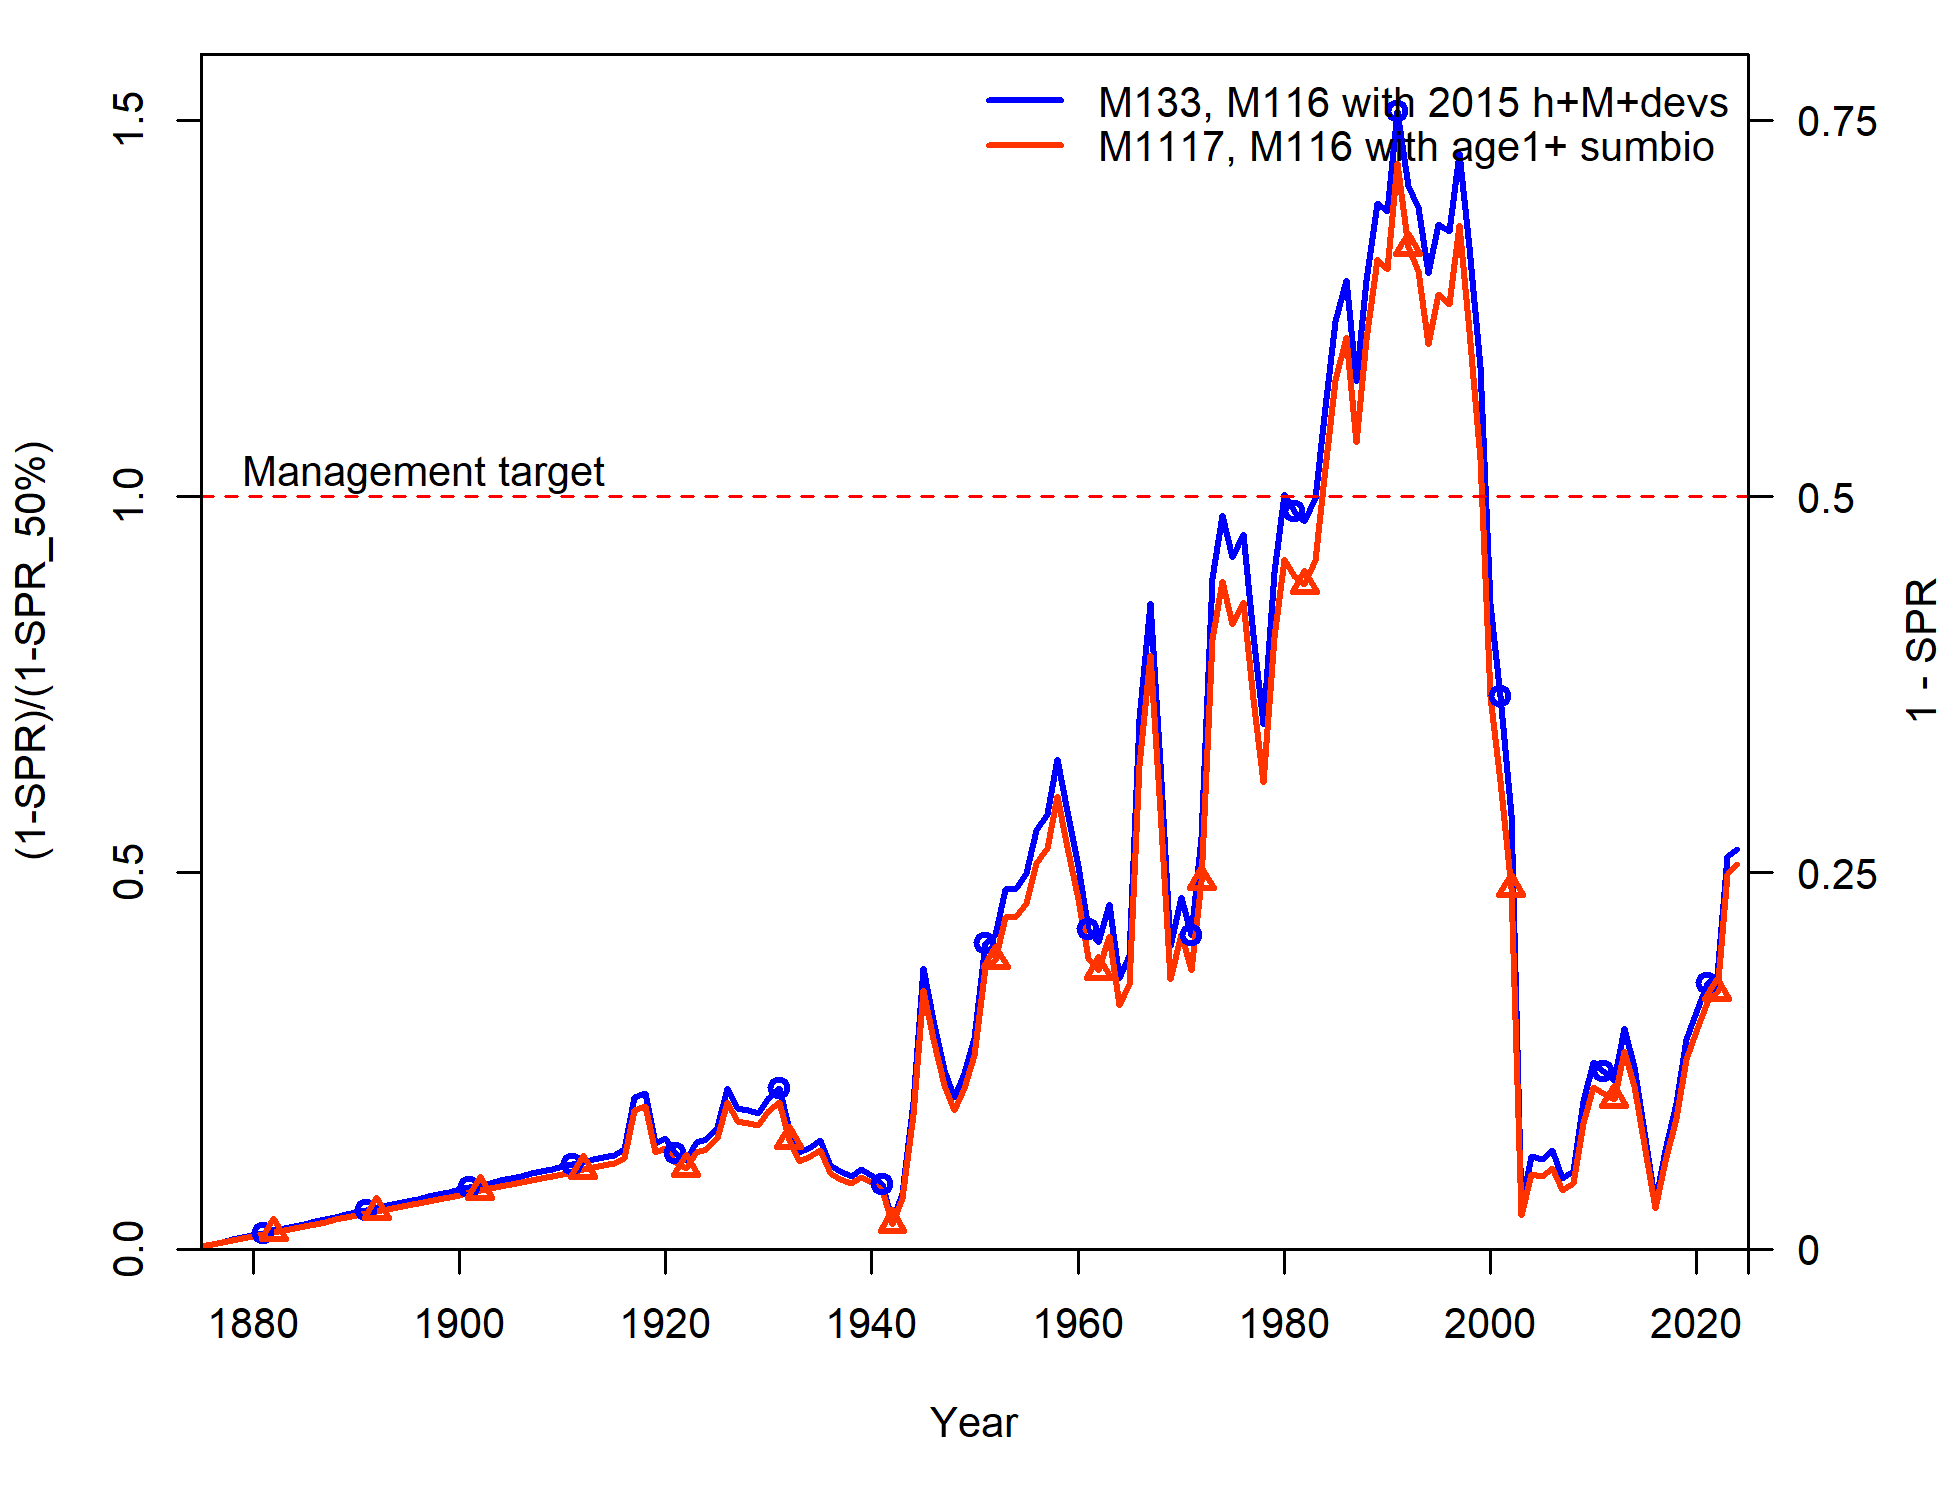 M133, M116 with 2015 h+M+devs
M1117, M116 with age1+ sumbio
Management target
(1-SPR)/(1-SPR_50%)
1.5
1.0
0.5
0.0
0.75
0.5
0.25
0
1 - SPR
1880 1900 1920 1940 1960 1980 2000 2020
Year